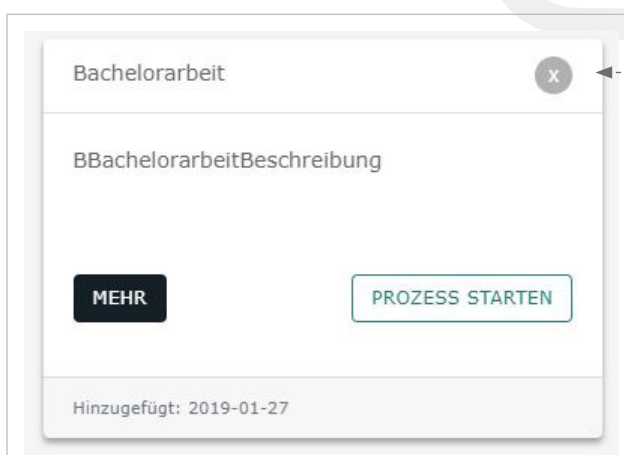 Bachelorarbeit
X
BBachelorarbeitBeschreibung
MEHR
PROZESS STARTEN
Hinzugefügt: 2019-01-27